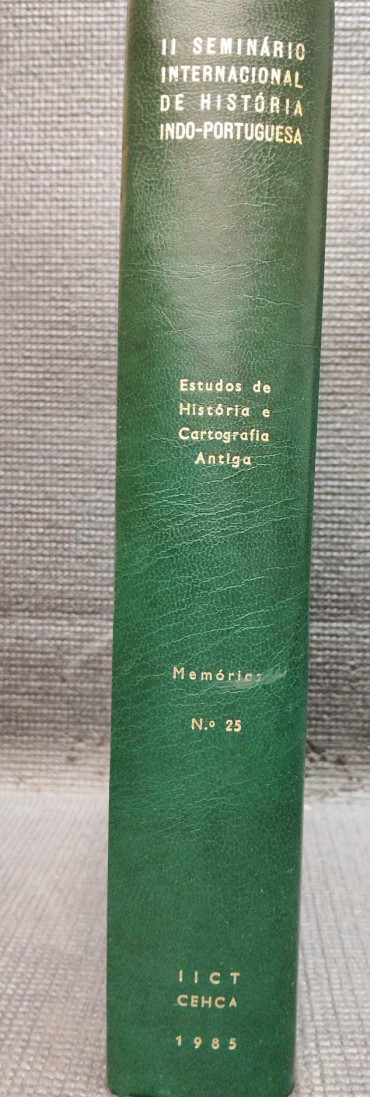 II SEMINÁRIO
INTERNACIONAL
DE HISTÓRIA
INDO-PORTUGUESA
Estudos de
História e
Cartografia
Antiga
Memórias
N.º 25
IICT
CEHCA
1985